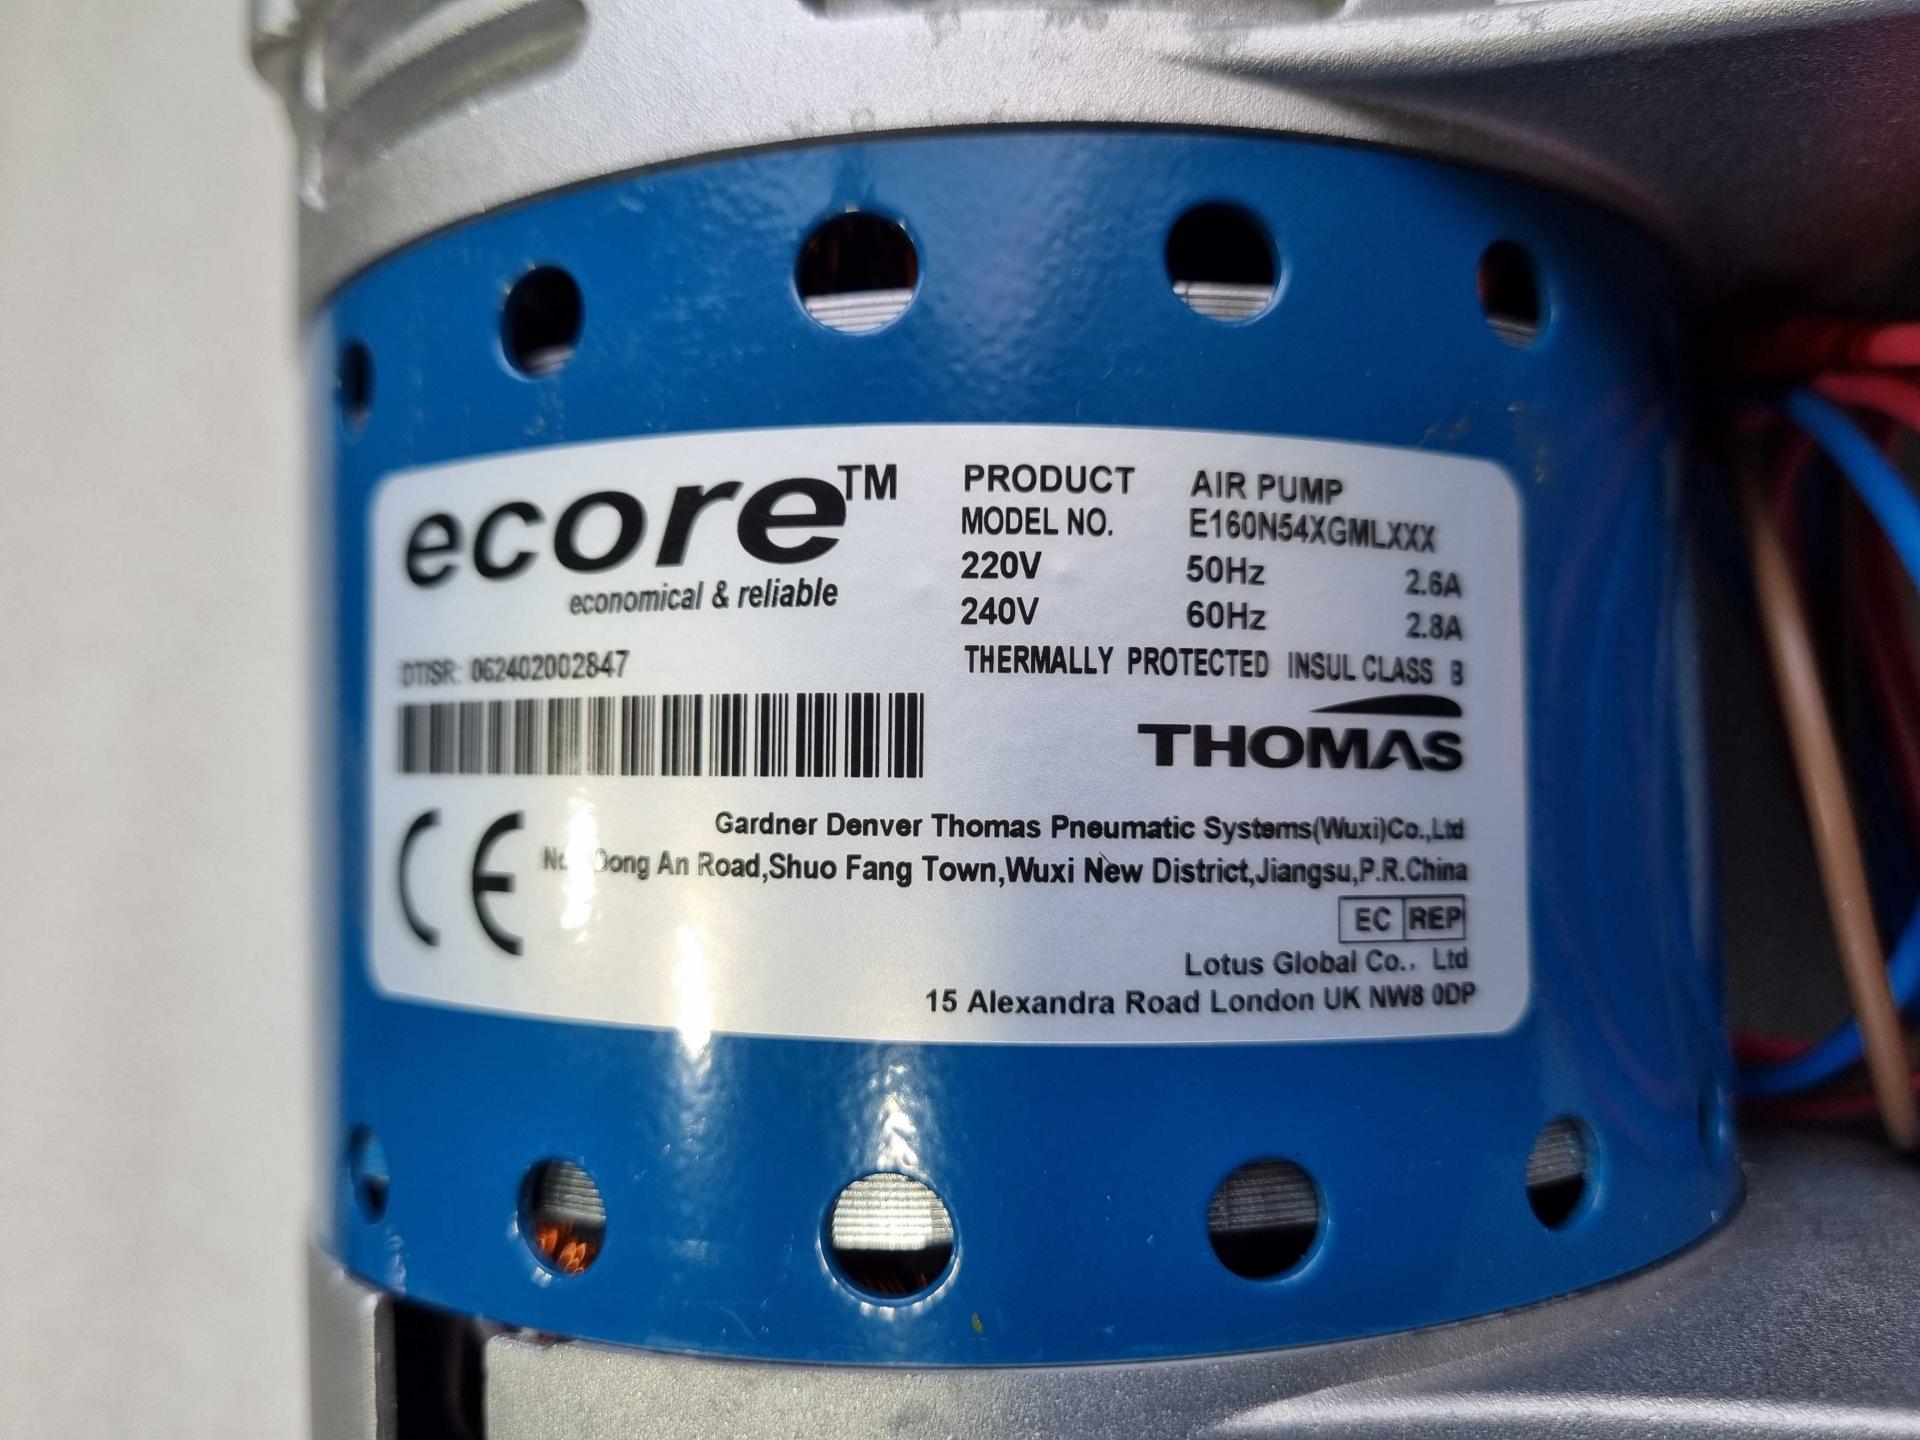 ecore™
economical & reliable
DT/SR: 062402002847
PRODUCT AIR PUMP
MODEL NO. E160N54XGMLXXX
220V 50Hz 2.6A
240V 60Hz 2.8A
THERMALLY PROTECTED INSUL CLASS B
THOMAS
CE
Gardner Denver Thomas Pneumatic Systems(Wuxi)Co.,Ltd
Dong An Road,Shuo Fang Town,Wuxi New District,Jiangsu,P.R.China
EC REP
Lotus Global Co., Ltd
15 Alexandra Road London UK NW8 0DP